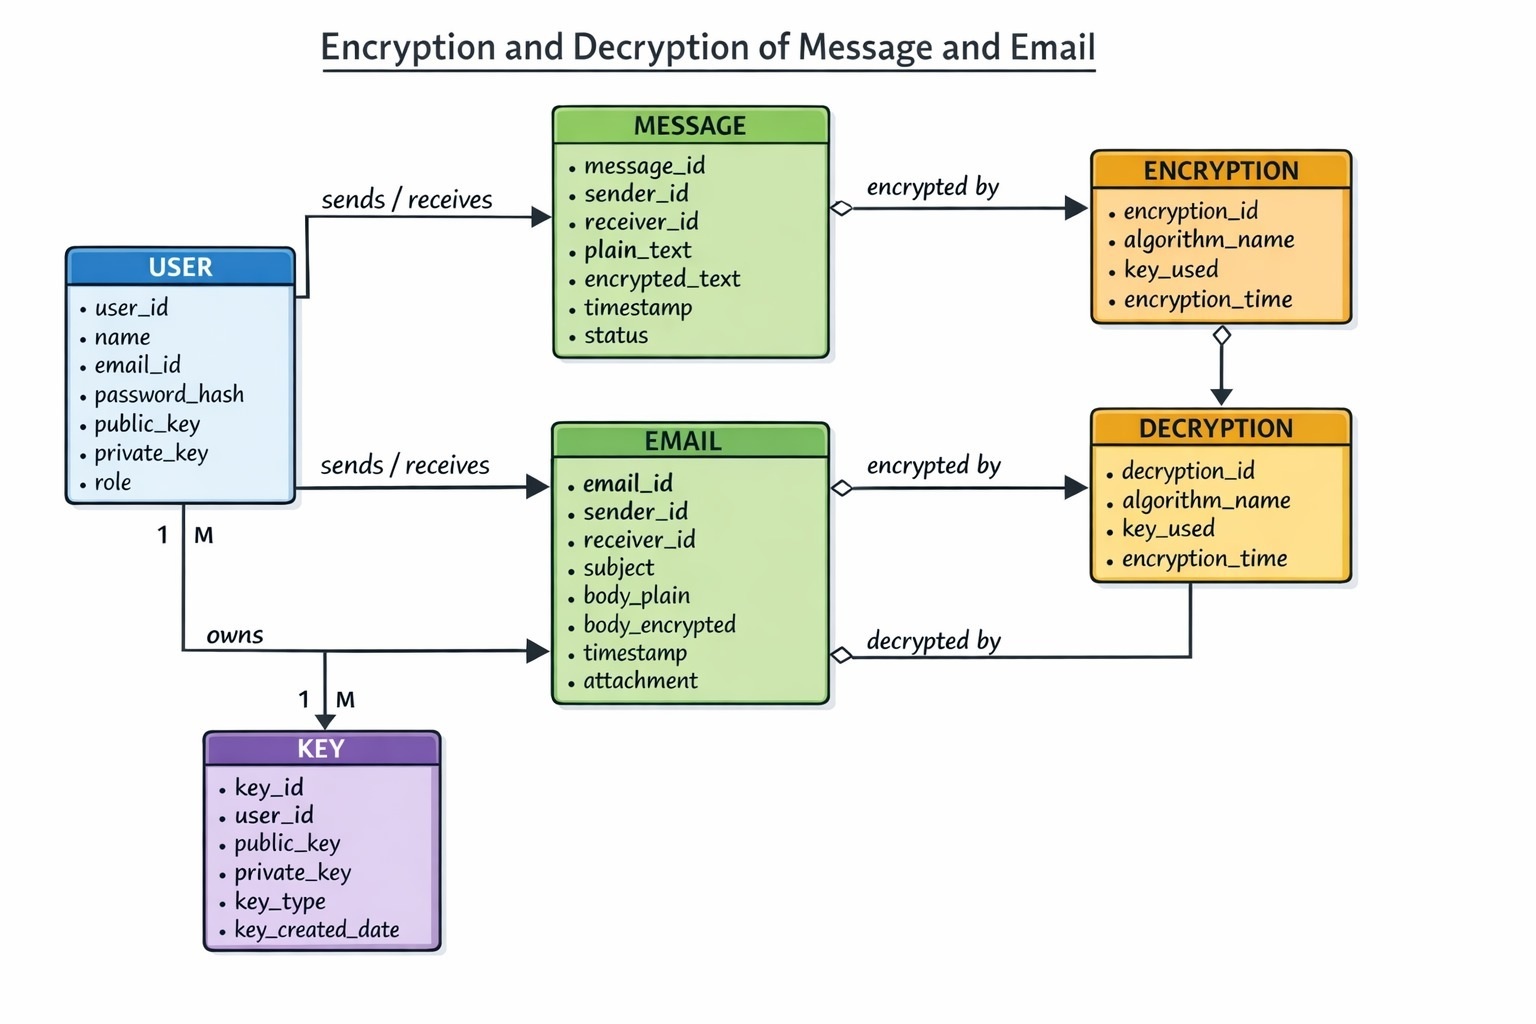 Encryption and Decryption of Message and Email
USER
• user_id
• name
• email_id
• password_hash
• public_key
• private_key
• role
sends / receives
sends / receives
1 M
owns
1 M
KEY
• key_id
• user_id
• public_key
• private_key
• key_type
• key_created_date
MESSAGE
• message_id
• sender_id
• receiver_id
• plain_text
• encrypted_text
• timestamp
• status
EMAIL
• email_id
• sender_id
• receiver_id
• subject
• body_plain
• body_encrypted
• timestamp
• attachment
encrypted by
encrypted by
decrypted by
ENCRYPTION
• encryption_id
• algorithm_name
• key_used
• encryption_time
DECRYPTION
• decryption_id
• algorithm_name
• key_used
• encryption_time